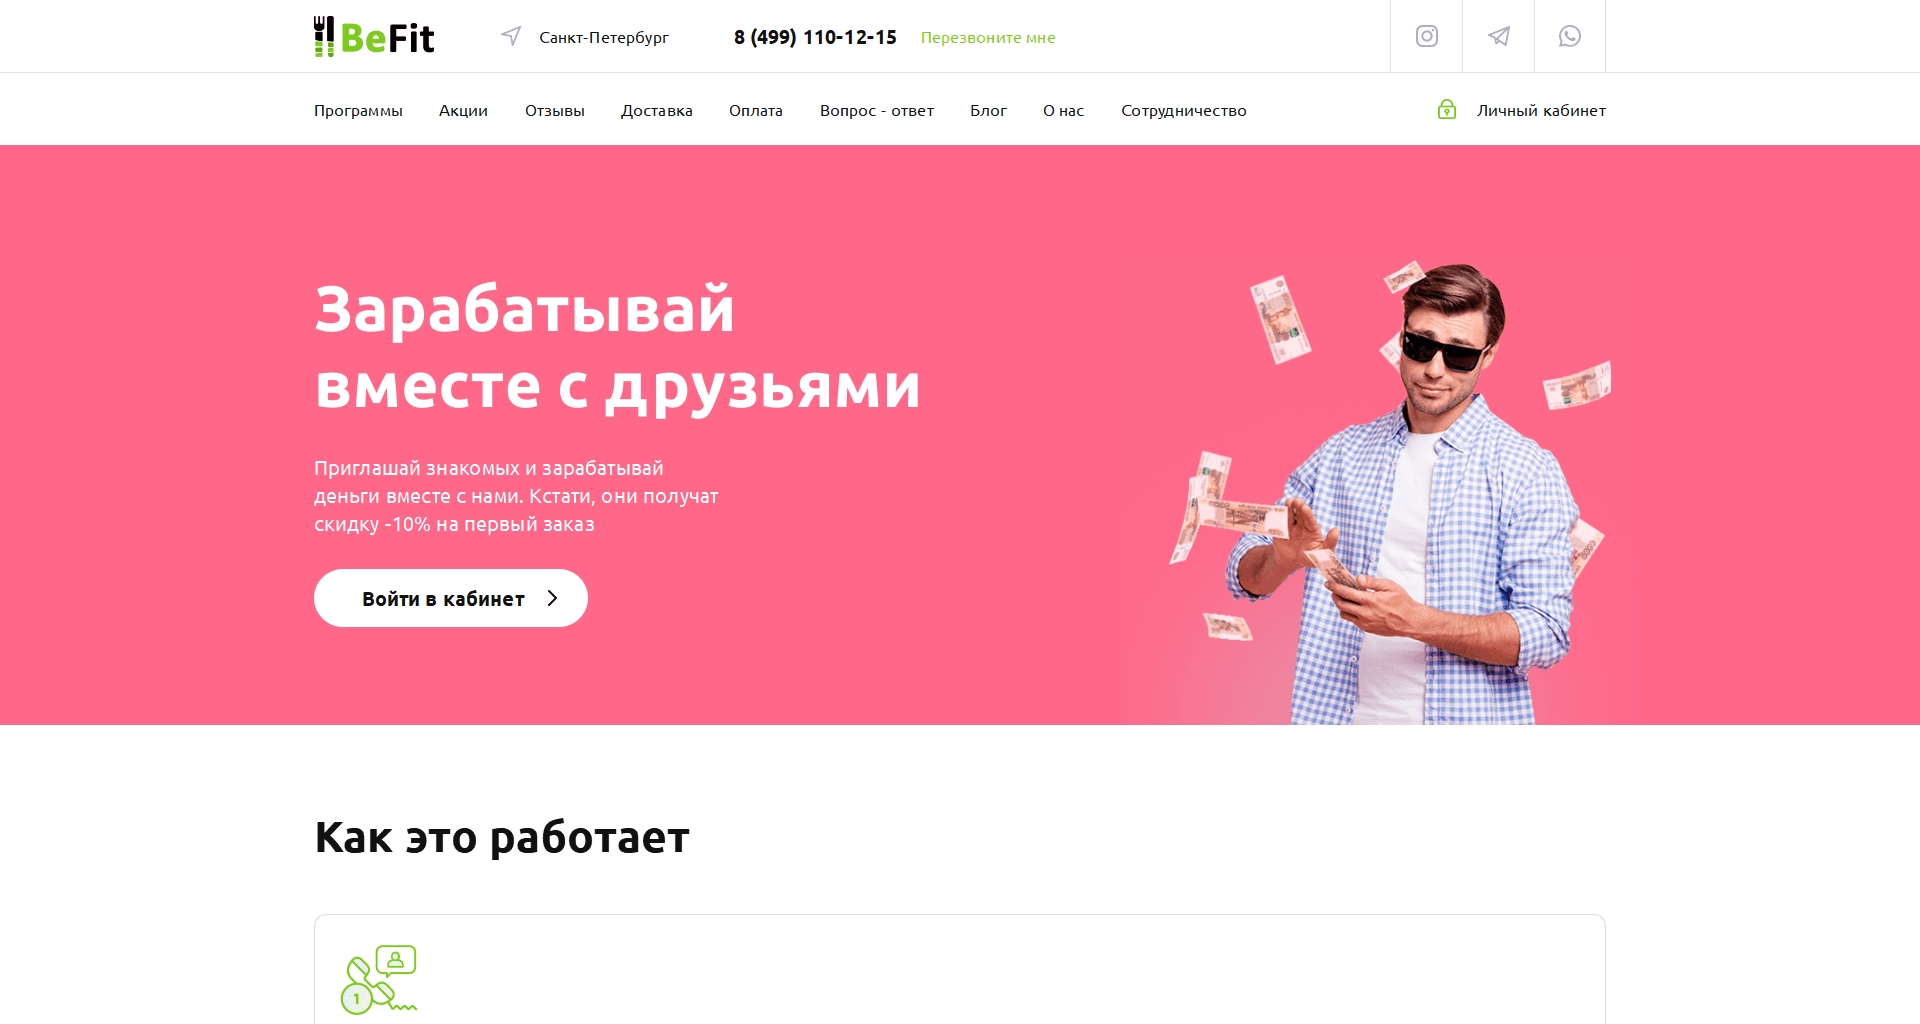 BeFit
Санкт-Петербург
8 (499) 110-12-15
Перезвоните мне
Программы
Акции
Отзывы
Доставка
Оплата
Вопрос - ответ
Блог
О нас
Сотрудничество
Личный кабинет
Зарабатывай
вместе с друзьями
Приглашай знакомых и зарабатывай
деньги вместе с нами. Кстати, они получат
скидку -10% на первый заказ
Войти в кабинет
Как это работает
1